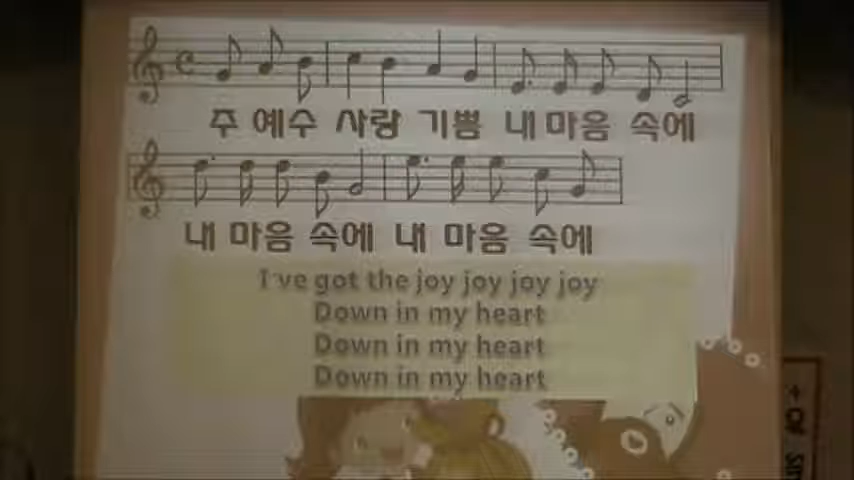 주 예수 사랑 기쁨 내 마음 속에
내 마음 속에 내 마음 속에
I've got the joy joy joy joy
Down in my heart
Down in my heart
Down in my heart